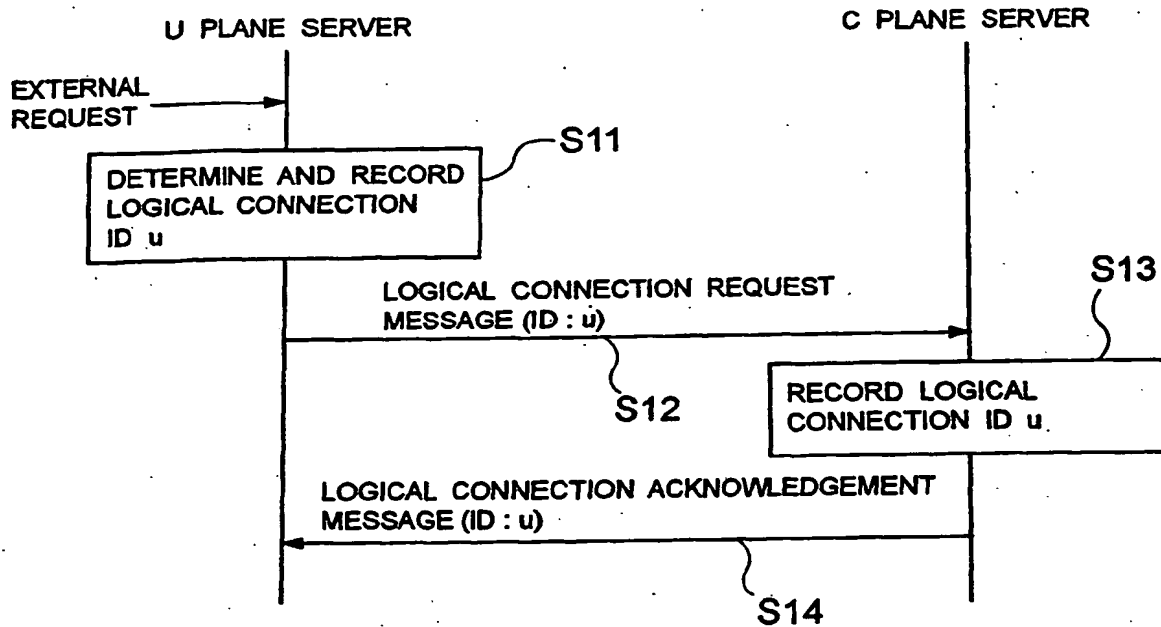 U PLANE SERVER
C PLANE SERVER
EXTERNAL
REQUEST
S11
DETERMINE AND RECORD
LOGICAL CONNECTION
ID u
S13
LOGICAL CONNECTION REQUEST
MESSAGE (ID : u)
S12
RECORD LOGICAL
CONNECTION ID u
LOGICAL CONNECTION ACKNOWLEDGEMENT
MESSAGE (ID : u)
S14